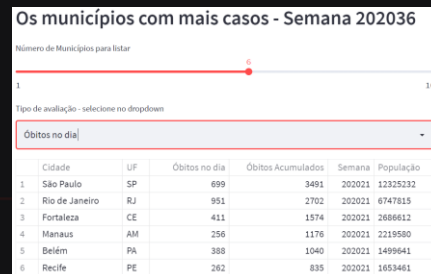 Os municípios com mais casos - Semana 202036
Número de Municípios para listar
6
1
Tipo de avaliação - selecione no dropdown
Óbitos no dia
Cidade UF Óbitos no dia Óbitos Acumulados Semana População
1 São Paulo SP 699 3491 202021 12325232
2 Rio de Janeiro RJ 951 2702 202021 6747815
3 Fortaleza CE 411 1574 202021 2686612
4 Manaus AM 256 1176 202021 2219580
5 Belém PA 388 1040 202021 1499641
6 Recife PE 262 835 202021 1653461